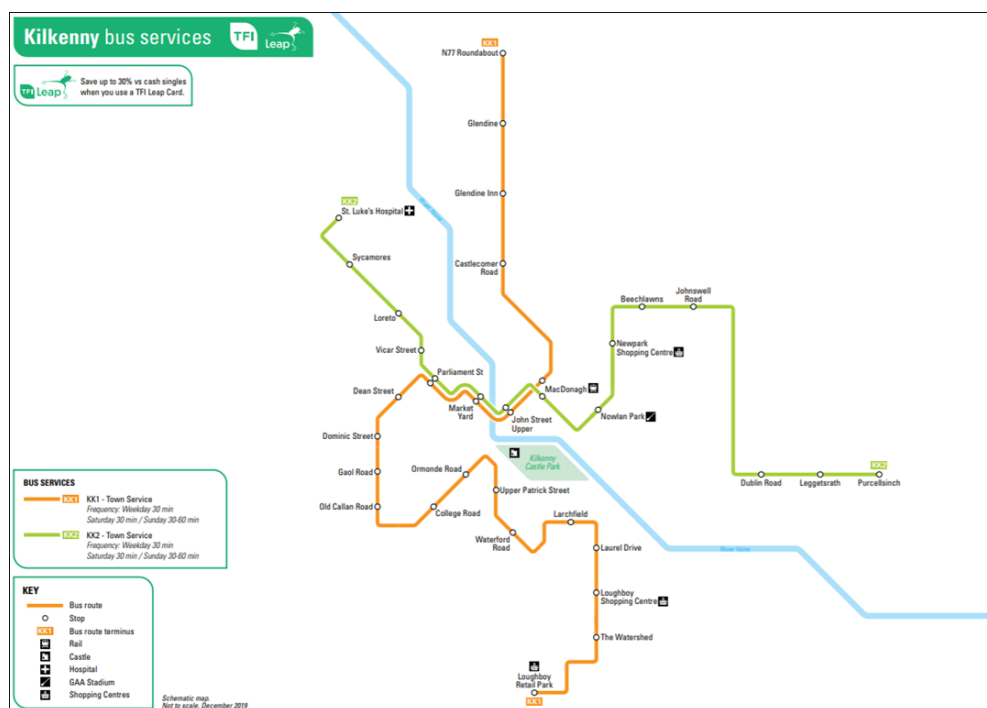 Kilkenny bus services
TFI
Leap
TFI
Leap
Save up to 30% vs cash singles
when you use a TFI Leap Card.
KK1
N77 Roundabout
Glendine
Glendine Inn
Castlecomer
Road
River Nore
KK2
St. Luke's Hospital
Sycamores
Loreto
Vicar Street
Parliament St
Dean Street
Market
Yard
John Street
Upper
MacDonagh
Nowlan Park
Newpark
Shopping Centre
Beechlawns
Johnswell
Road
Dublin Road
Leggetsrath
KK2
Purcellsinch
Dominic Street
Gaol Road
Old Callan Road
College Road
Ormonde Road
Kilkenny
Castle Park
Upper Patrick Street
Waterford
Road
Larchfield
Laurel Drive
Loughboy
Shopping Centre
The Watershed
Loughboy
Retail Park
KK1
River Nore
BUS SERVICES
KK1 KK1 - Town Service
Frequency: Weekday 30 min
Saturday 30 min / Sunday 30-60 min
KK2 KK2 - Town Service
Frequency: Weekday 30 min
Saturday 30 min / Sunday 30-60 min
KEY
Bus route
Stop
KK1 Bus route terminus
Rail
Castle
Hospital
GAA Stadium
Shopping Centres
Schematic map.
Not to scale. December 2019